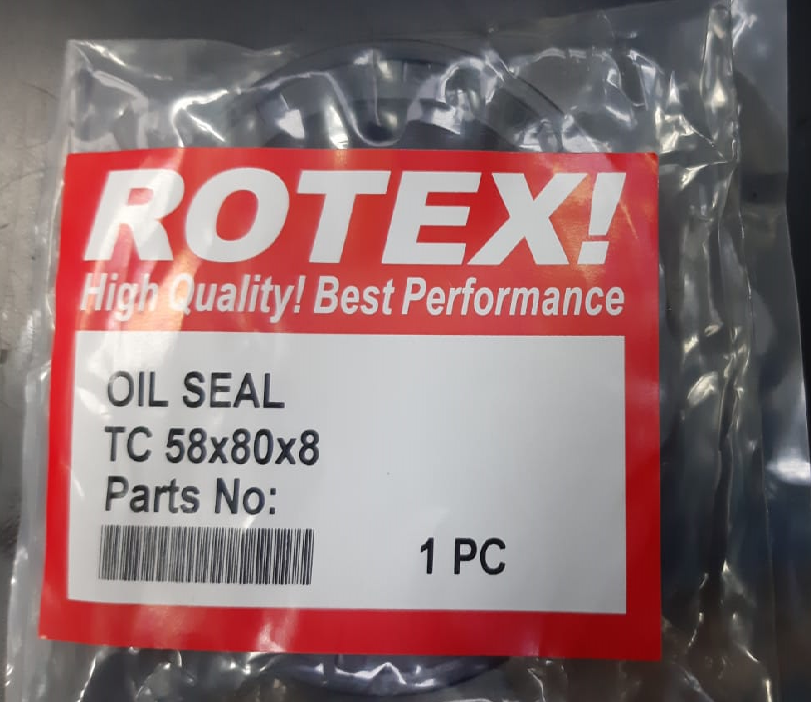 ROTEX!
High Quality! Best Performance
OIL SEAL
TC 58x80x8
Parts No:
1 PC